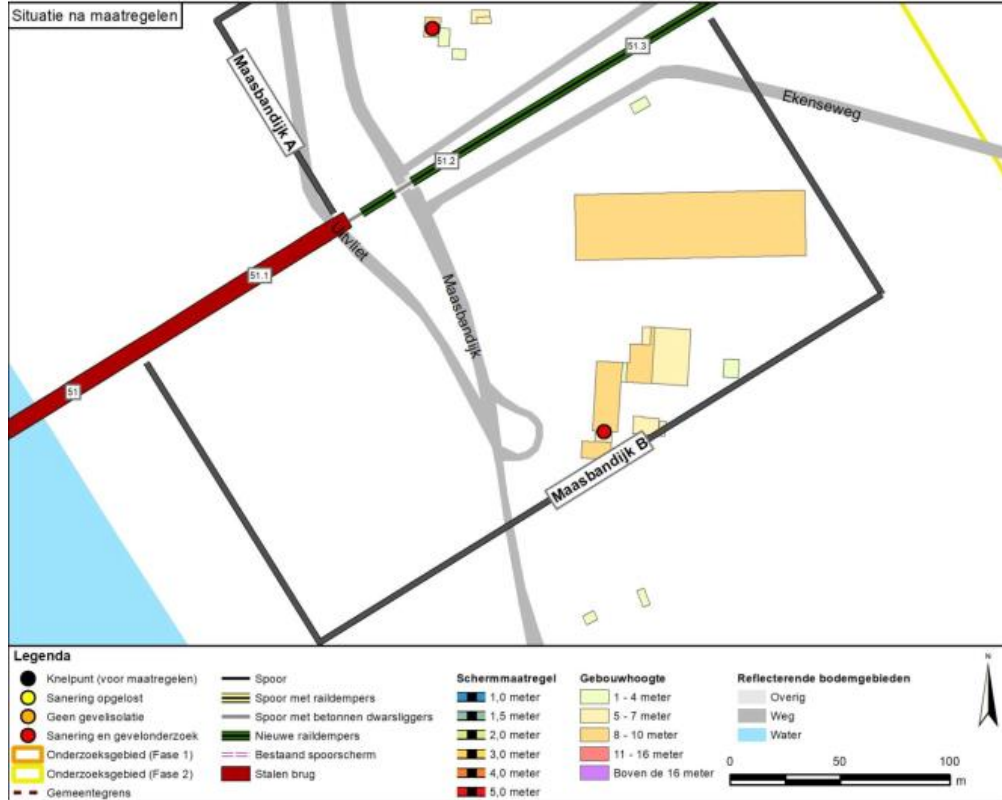 Situatie na maatregelen
51.3
Maasbandijk A
Ekenseweg
51.2
Uitvliet
51.1
Maasbandijk
51
Maasbandijk B
Legenda
Knelpunt (voor maatregelen)
Sanering opgelost
Geen gevelisolatie
Sanering en gevelonderzoek
Onderzoeksgebied (Fase 1)
Onderzoeksgebied (Fase 2)
Gemeentegrens
Spoor
Spoor met raildempers
Spoor met betonnen dwarsliggers
Nieuwe raildempers
Bestaand spoorscherm
Stalen brug
Schermmaatregel
1,0 meter
1,5 meter
2,0 meter
3,0 meter
4,0 meter
5,0 meter
Gebouwhoogte
1 - 4 meter
5 - 7 meter
8 - 10 meter
11 - 16 meter
Boven de 16 meter
Reflecterende bodemgebieden
Overig
Weg
Water
N
0 50 100
m